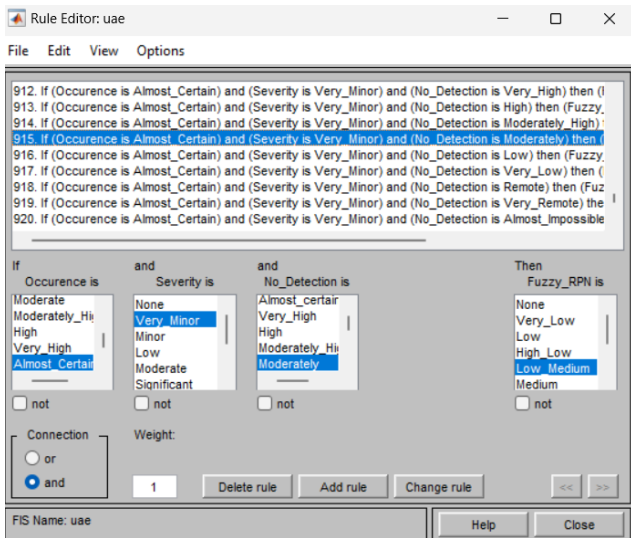 Rule Editor: uae
File Edit View Options
912. If (Occurence is Almost_Certain) and (Severity is Very_Minor) and (No_Detection is Very_High) then (
913. If (Occurence is Almost_Certain) and (Severity is Very_Minor) and (No_Detection is High) then (Fuzzy_
914. If (Occurence is Almost_Certain) and (Severity is Very_Minor) and (No_Detection is Moderately_High)
915. If (Occurence is Almost_Certain) and (Severity is Very_Minor) and (No_Detection is Moderately) then (
916. If (Occurence is Almost_Certain) and (Severity is Very_Minor) and (No_Detection is Low) then (Fuzzy_
917. If (Occurence is Almost_Certain) and (Severity is Very_Minor) and (No_Detection is Very_Low) then (
918. If (Occurence is Almost_Certain) and (Severity is Very_Minor) and (No_Detection is Remote) then (Fuz
919. If (Occurence is Almost_Certain) and (Severity is Very_Minor) and (No_Detection is Very_Remote) the
920. If (Occurence is Almost_Certain) and (Severity is Very_Minor) and (No_Detection is Almost_Impossible
If and and Then
Occurence is Severity is No_Detection is Fuzzy_RPN is
Moderate
Moderately_Hi
High
Very_High
Almost_Certair
None
Very_Minor
Minor
Low
Moderate
Significant
Almost_certair
Very_High
High
Moderately_Hi
Moderately
None
Very_Low
Low
High_Low
Low_Medium
Medium
not not not not
Connection Weight:
or
and 1 Delete rule Add rule Change rule << >>
FIS Name: uae Help Close